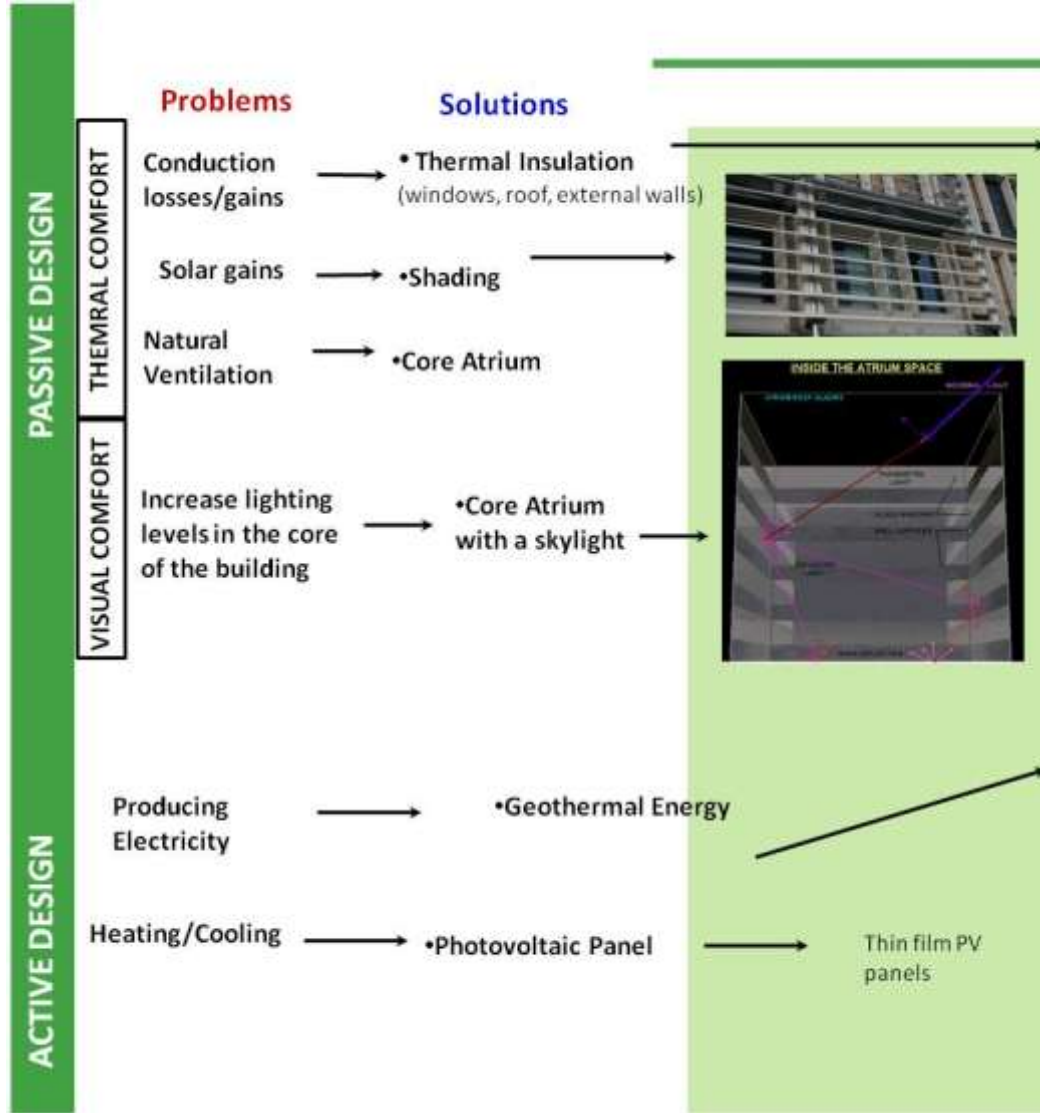 Problems
Solutions
PASSIVE DESIGN
THEMRAL COMFORT
Conduction
losses/gains
• Thermal Insulation
(windows, roof, external walls)
Solar gains
•Shading
Natural
Ventilation
•Core Atrium
INSIDE THE ATRIUM SPACE
VISUAL COMFORT
Increase lighting
levels in the core
of the building
•Core Atrium
with a skylight
ACTIVE DESIGN
Producing
Electricity
•Geothermal Energy
Heating/Cooling
•Photovoltaic Panel
Thin film PV
panels